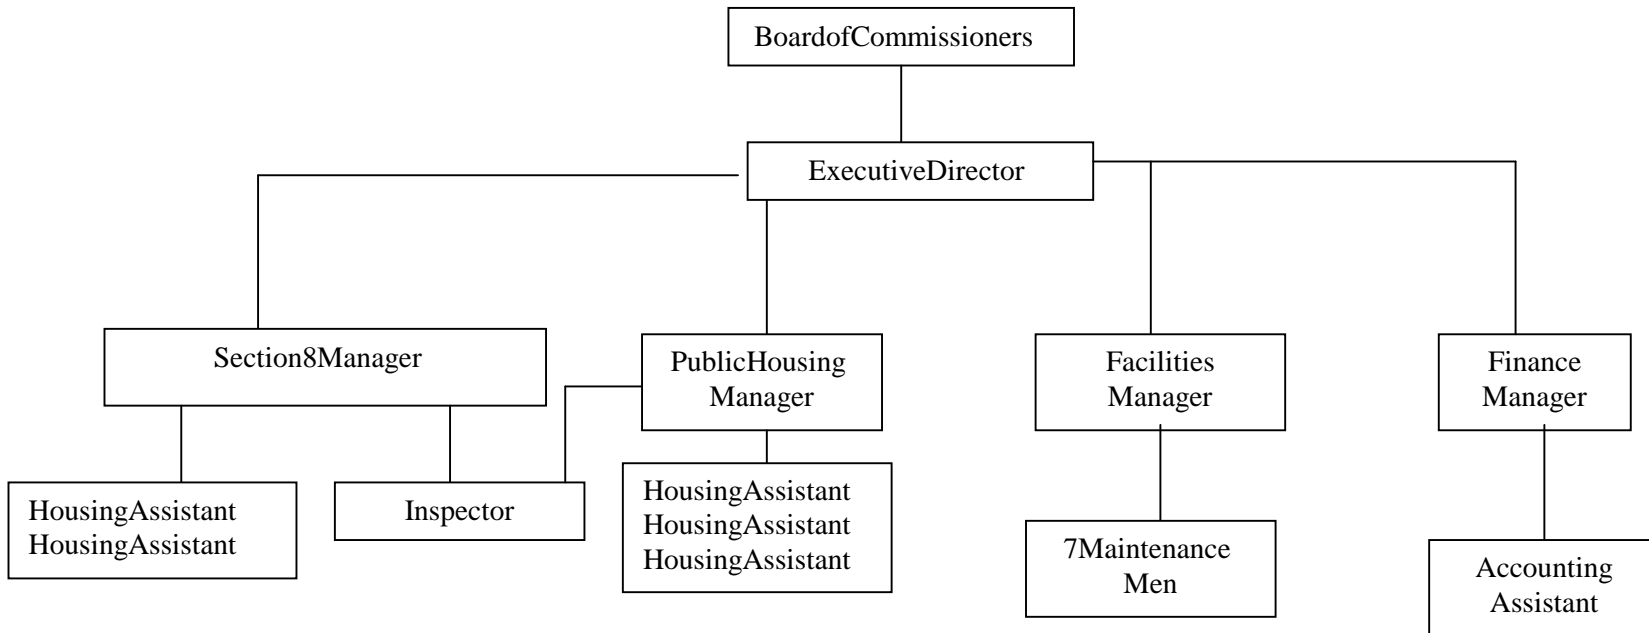 BoardofCommissioners
ExecutiveDirector
Section8Manager
PublicHousing
Manager
Facilities
Manager
Finance
Manager
HousingAssistant
HousingAssistant
Inspector
HousingAssistant
HousingAssistant
HousingAssistant
7Maintenance
Men
Accounting
Assistant